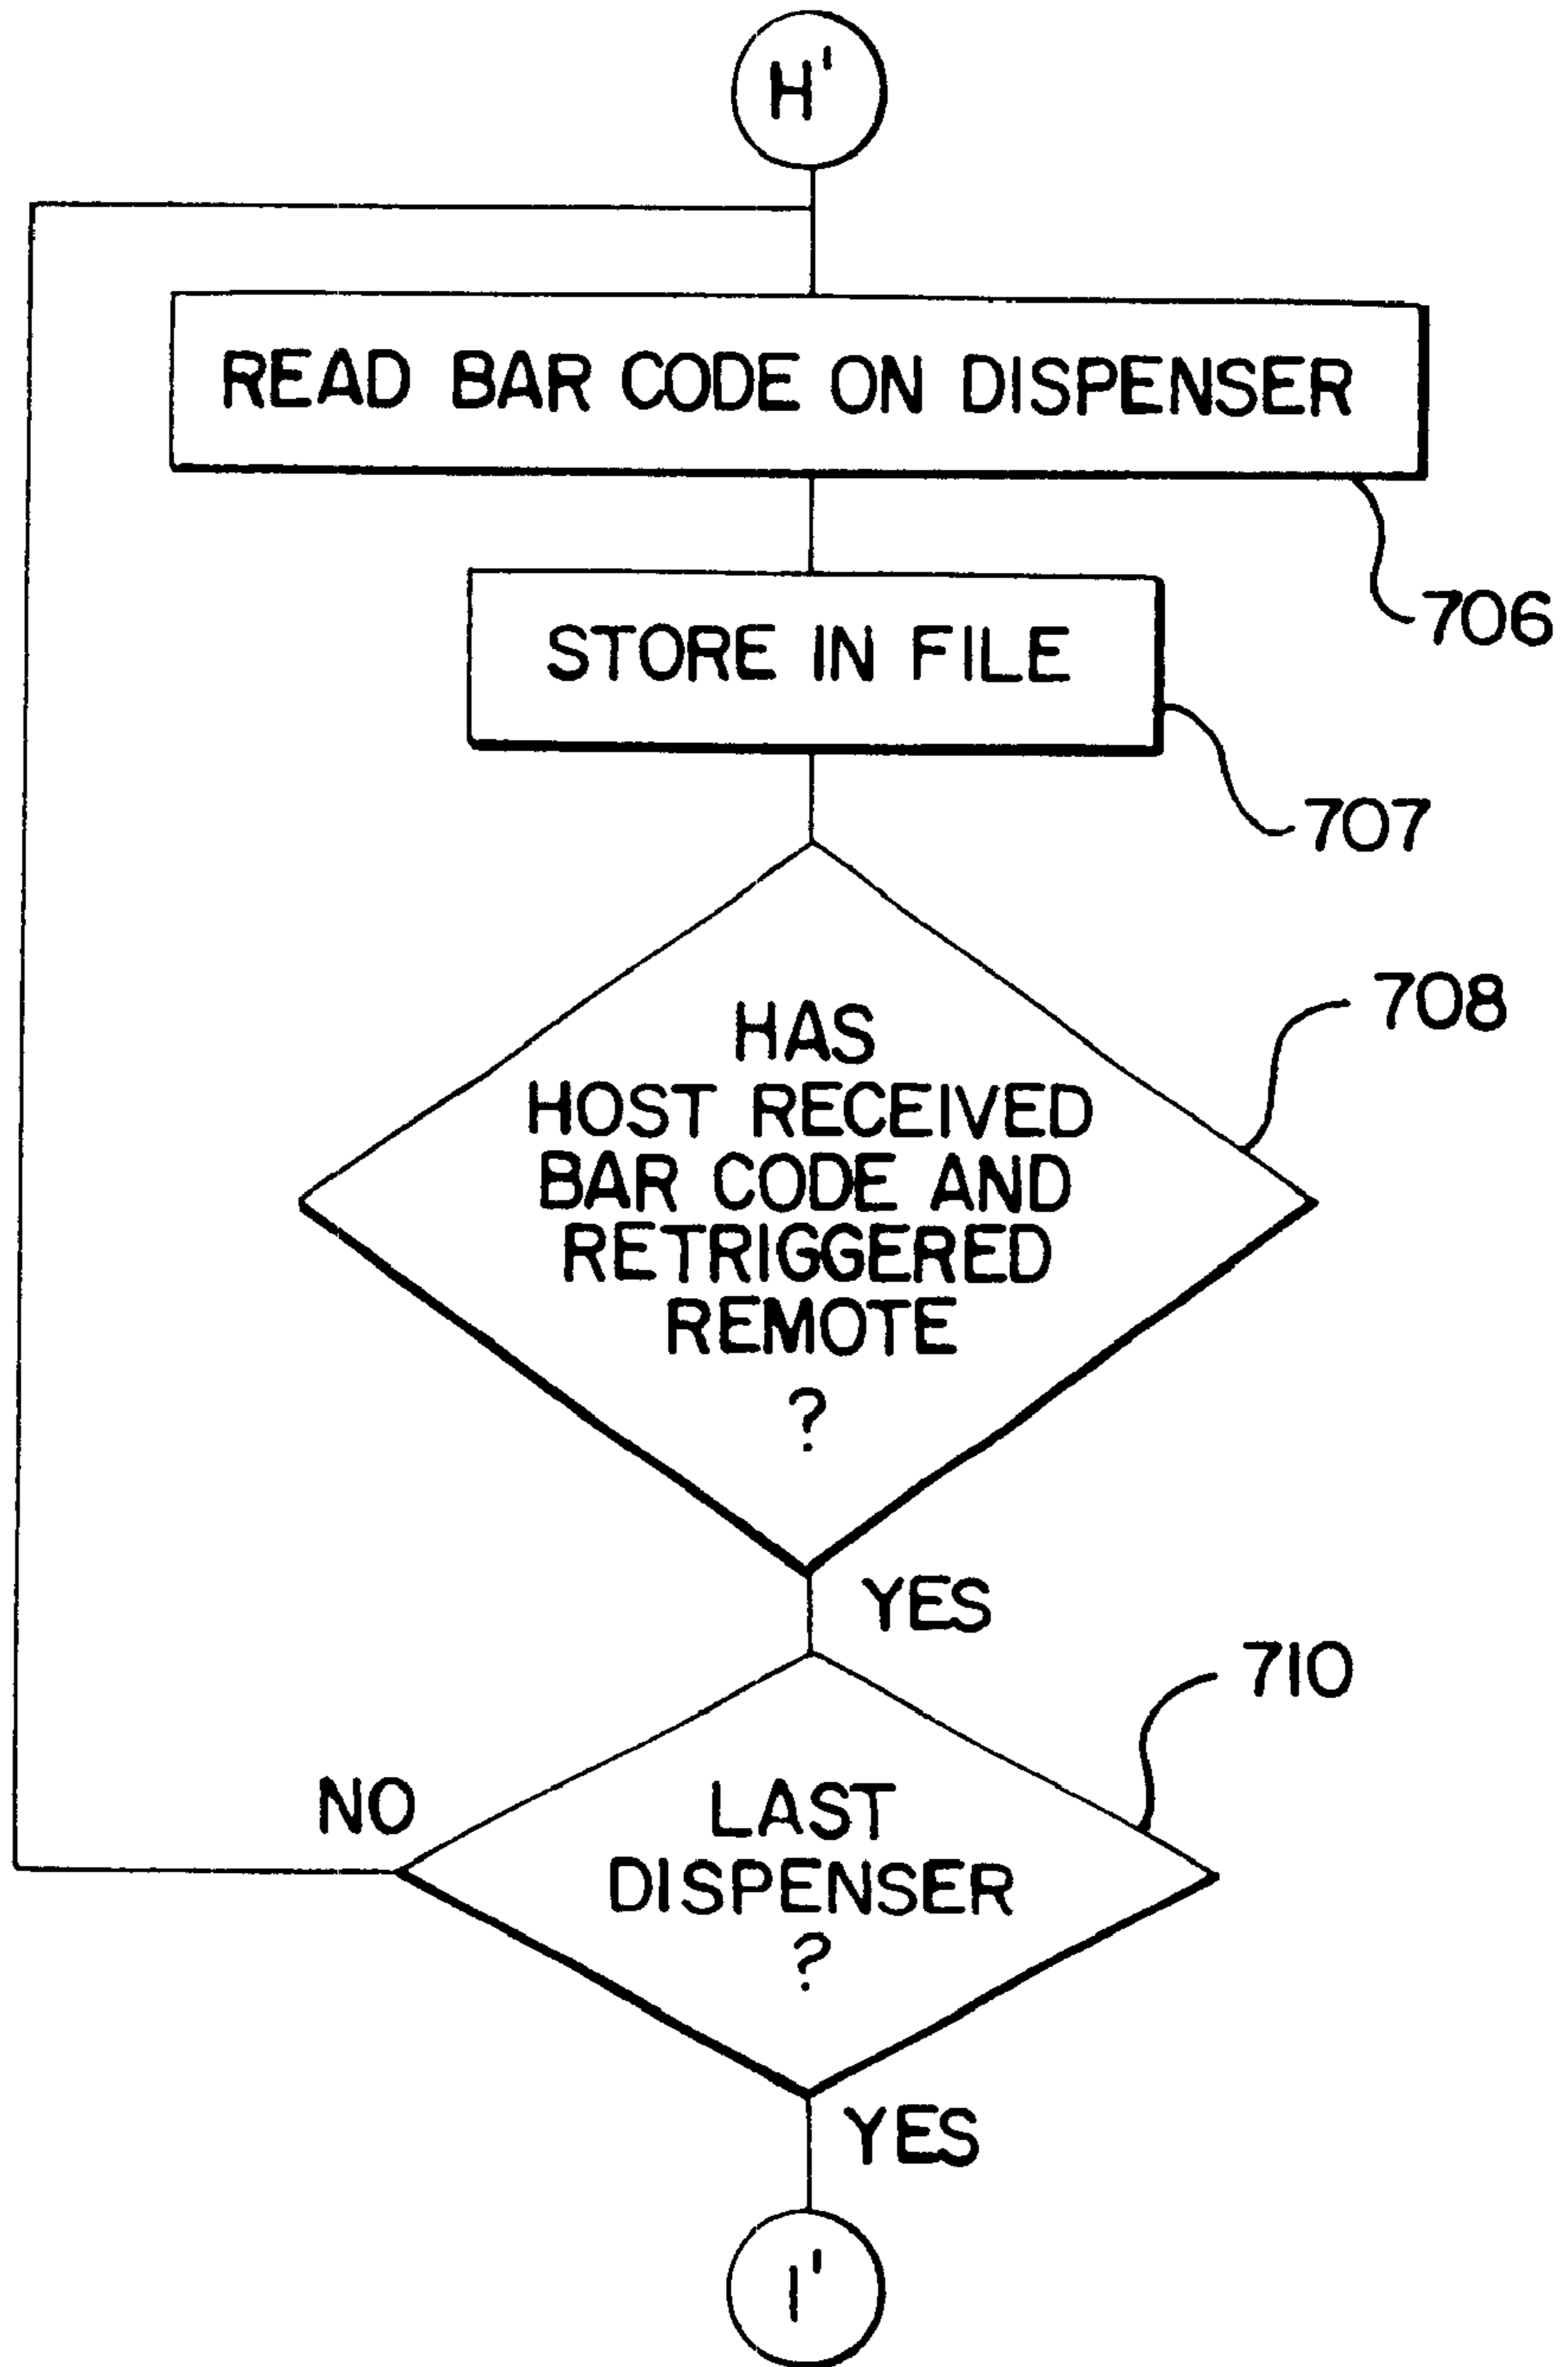 H'
READ BAR CODE ON DISPENSER
706
STORE IN FILE
707
708
HAS
HOST RECEIVED
BAR CODE AND
RETRIGGERED
REMOTE
?
YES
710
NO
LAST
DISPENSER
?
YES
I'